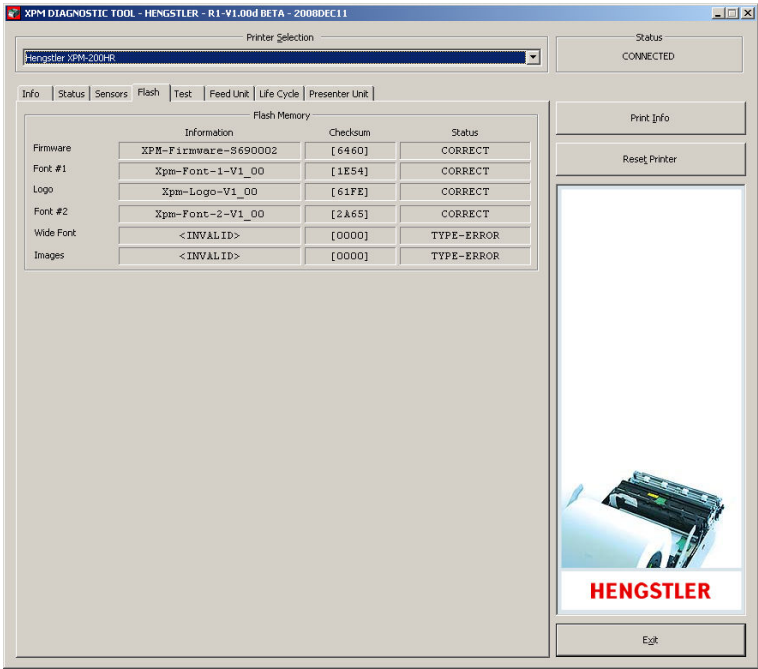 XPM DIAGNOSTIC TOOL - HENGSTLER - R1-V1.00d BETA - 2008DEC11
Printer Selection
Hengstler XPM-200HR
Status
CONNECTED
Info Status Sensors Flash Test Feed Unit Life Cycle Presenter Unit
Flash Memory
Information Checksum Status
Firmware XPM-Firmware-S690002 [6460] CORRECT
Font #1 Xpm-Font-1-V1_00 [1E54] CORRECT
Logo Xpm-Logo-V1_00 [61FE] CORRECT
Font #2 Xpm-Font-2-V1_00 [2A65] CORRECT
Wide Font <INVALID> [0000] TYPE-ERROR
Images <INVALID> [0000] TYPE-ERROR
Print Info
Reset Printer
HENGSTLER
Exit